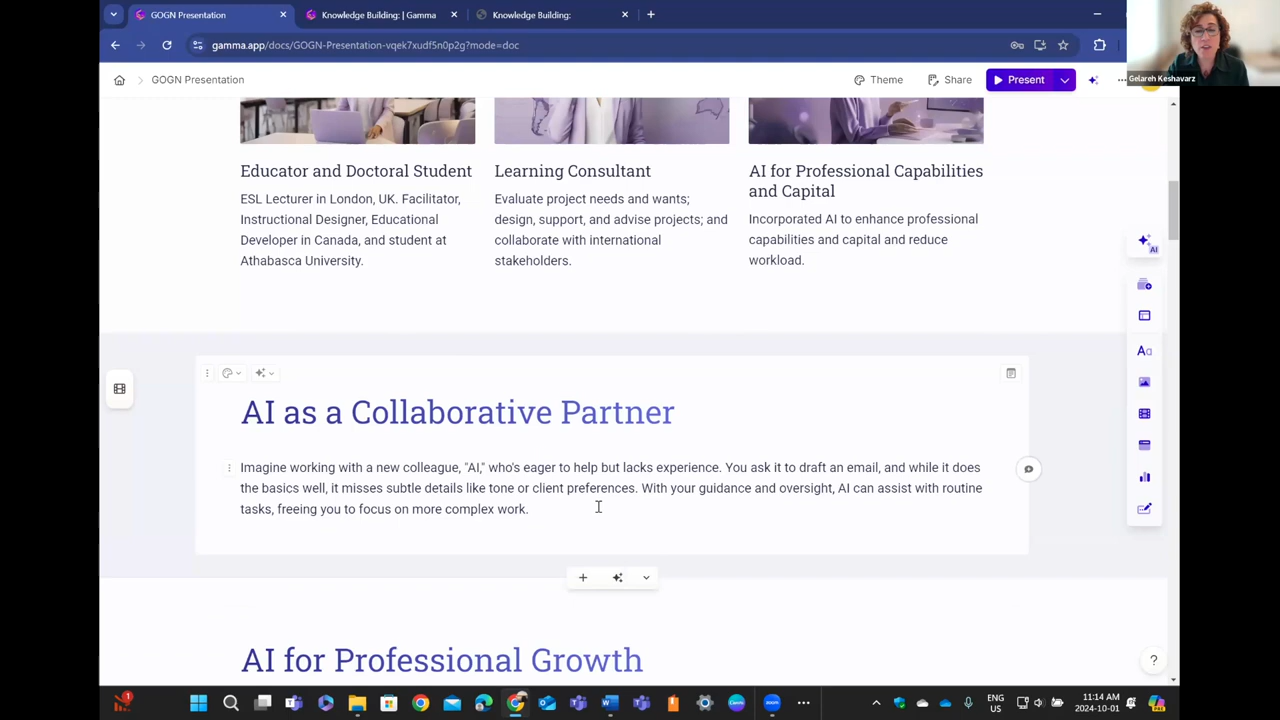 GOGN Presentation
Knowledge Building: | Gamma
Knowledge Building:
gamma.app/docs/GOGN-Presentation-vqek7xudf5n0p2g?mode=doc
Gelareh Keshavarz
GOGN Presentation
Theme
Share
Present
Educator and Doctoral Student
ESL Lecturer in London, UK. Facilitator,
Instructional Designer, Educational
Developer in Canada, and student at
Athabasca University.
Learning Consultant
Evaluate project needs and wants;
design, support, and advise projects; and
collaborate with international
stakeholders.
AI for Professional Capabilities
and Capital
Incorporated AI to enhance professional
capabilities and capital and reduce
workload.
AI
Aa
AI as a Collaborative Partner
Imagine working with a new colleague, "AI," who's eager to help but lacks experience. You ask it to draft an email, and while it does
the basics well, it misses subtle details like tone or client preferences. With your guidance and oversight, AI can assist with routine
tasks, freeing you to focus on more complex work.
AI for Professional Growth
?
1
zoom
ENG
US
11:14 AM
2024-10-01